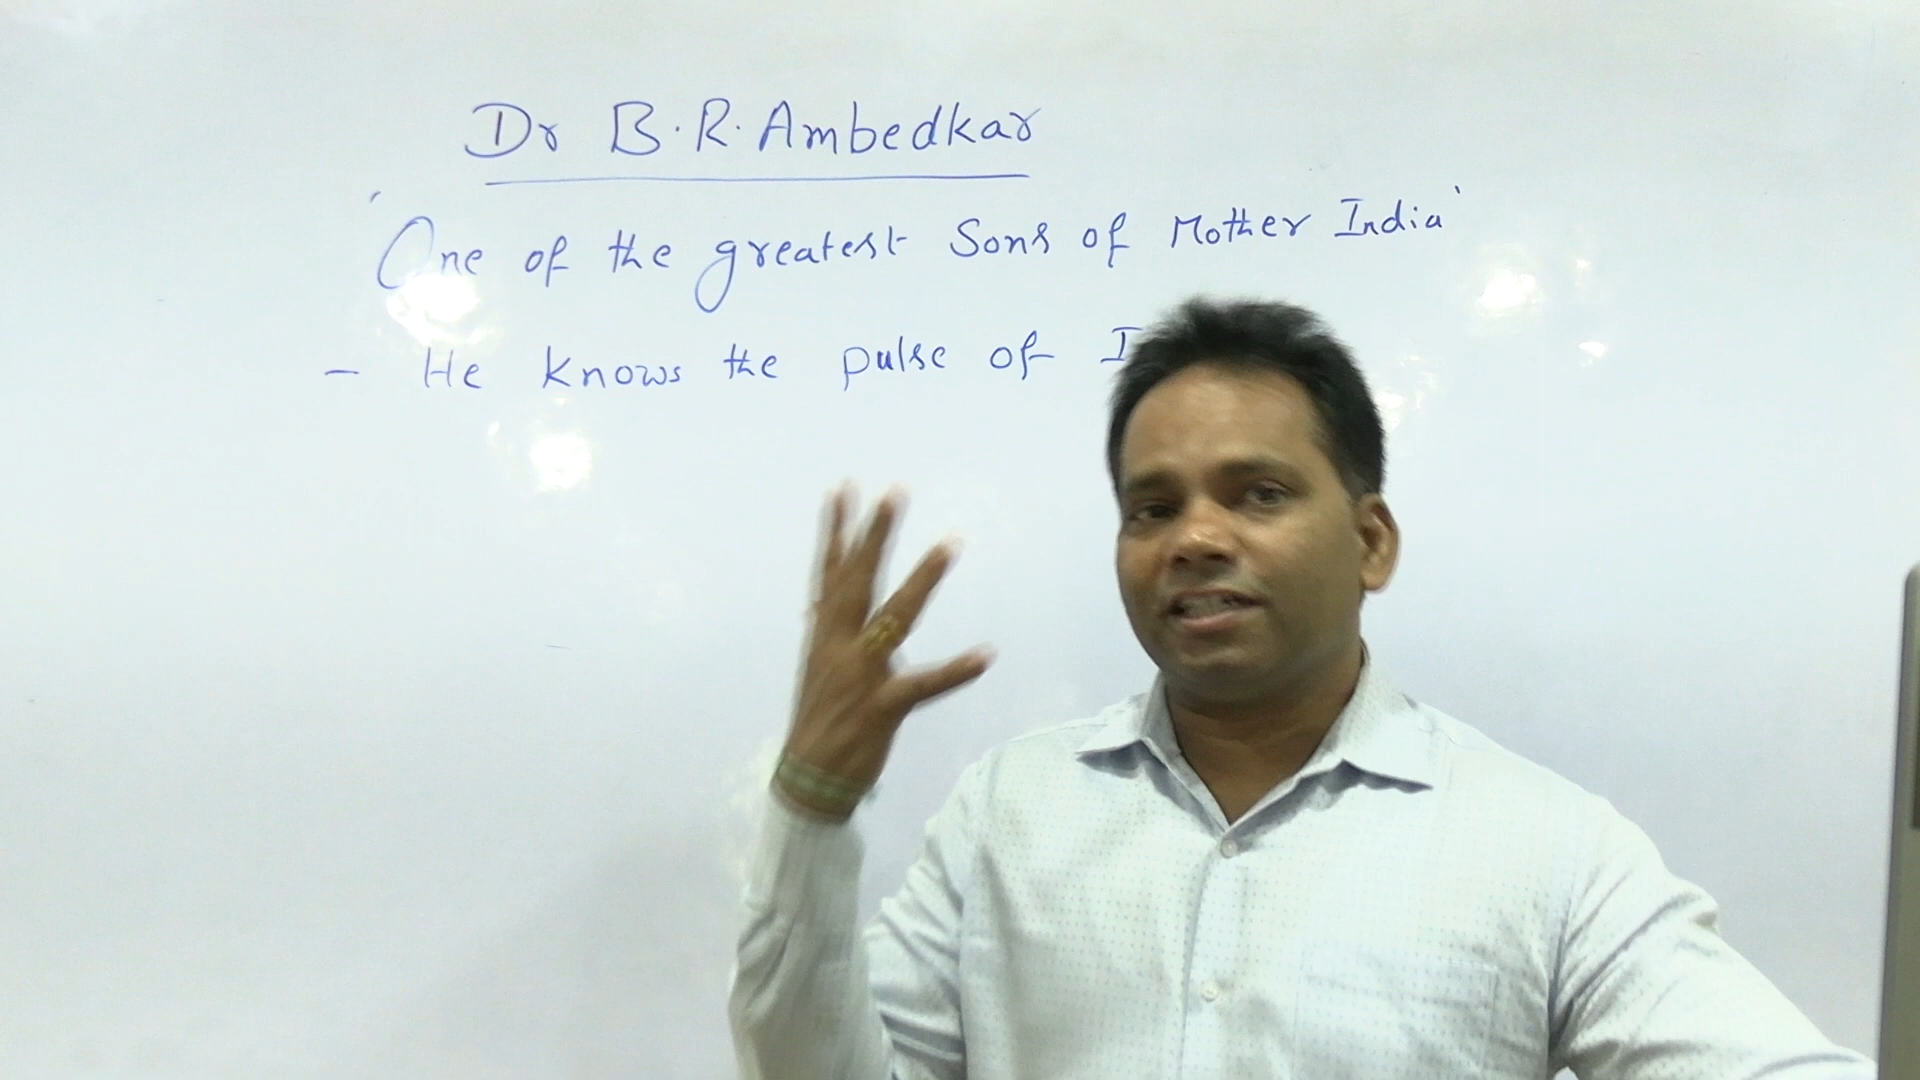 Dr B.R. Ambedkar
'One of the greatest Sons of Mother India'
- He knows the pulse of I